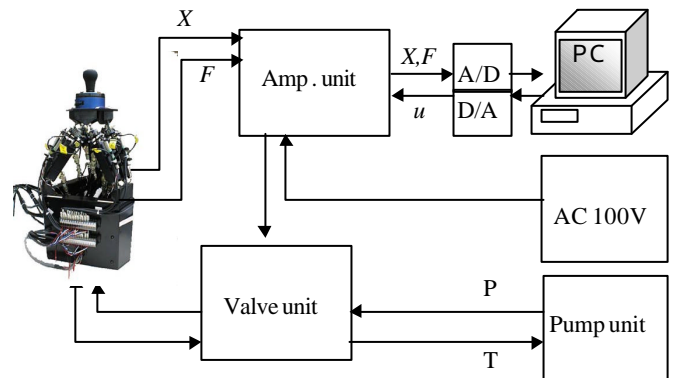 X
F
Amp . unit
X,F
u
A/D
D/A
PC
AC 100V
Valve unit
P
T
Pump unit